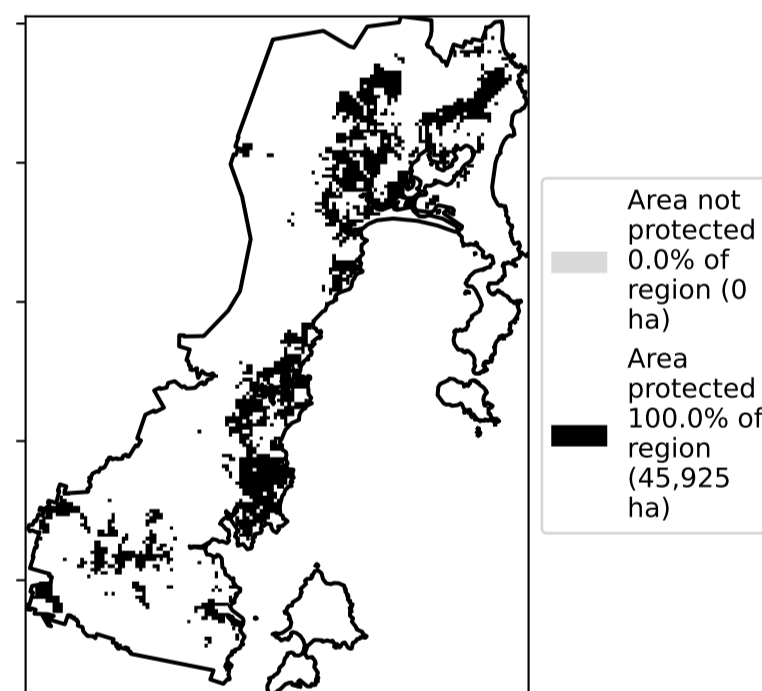 Area not
protected
0.0% of
region (0
ha)
Area
protected
100.0% of
region
(45,925
ha)